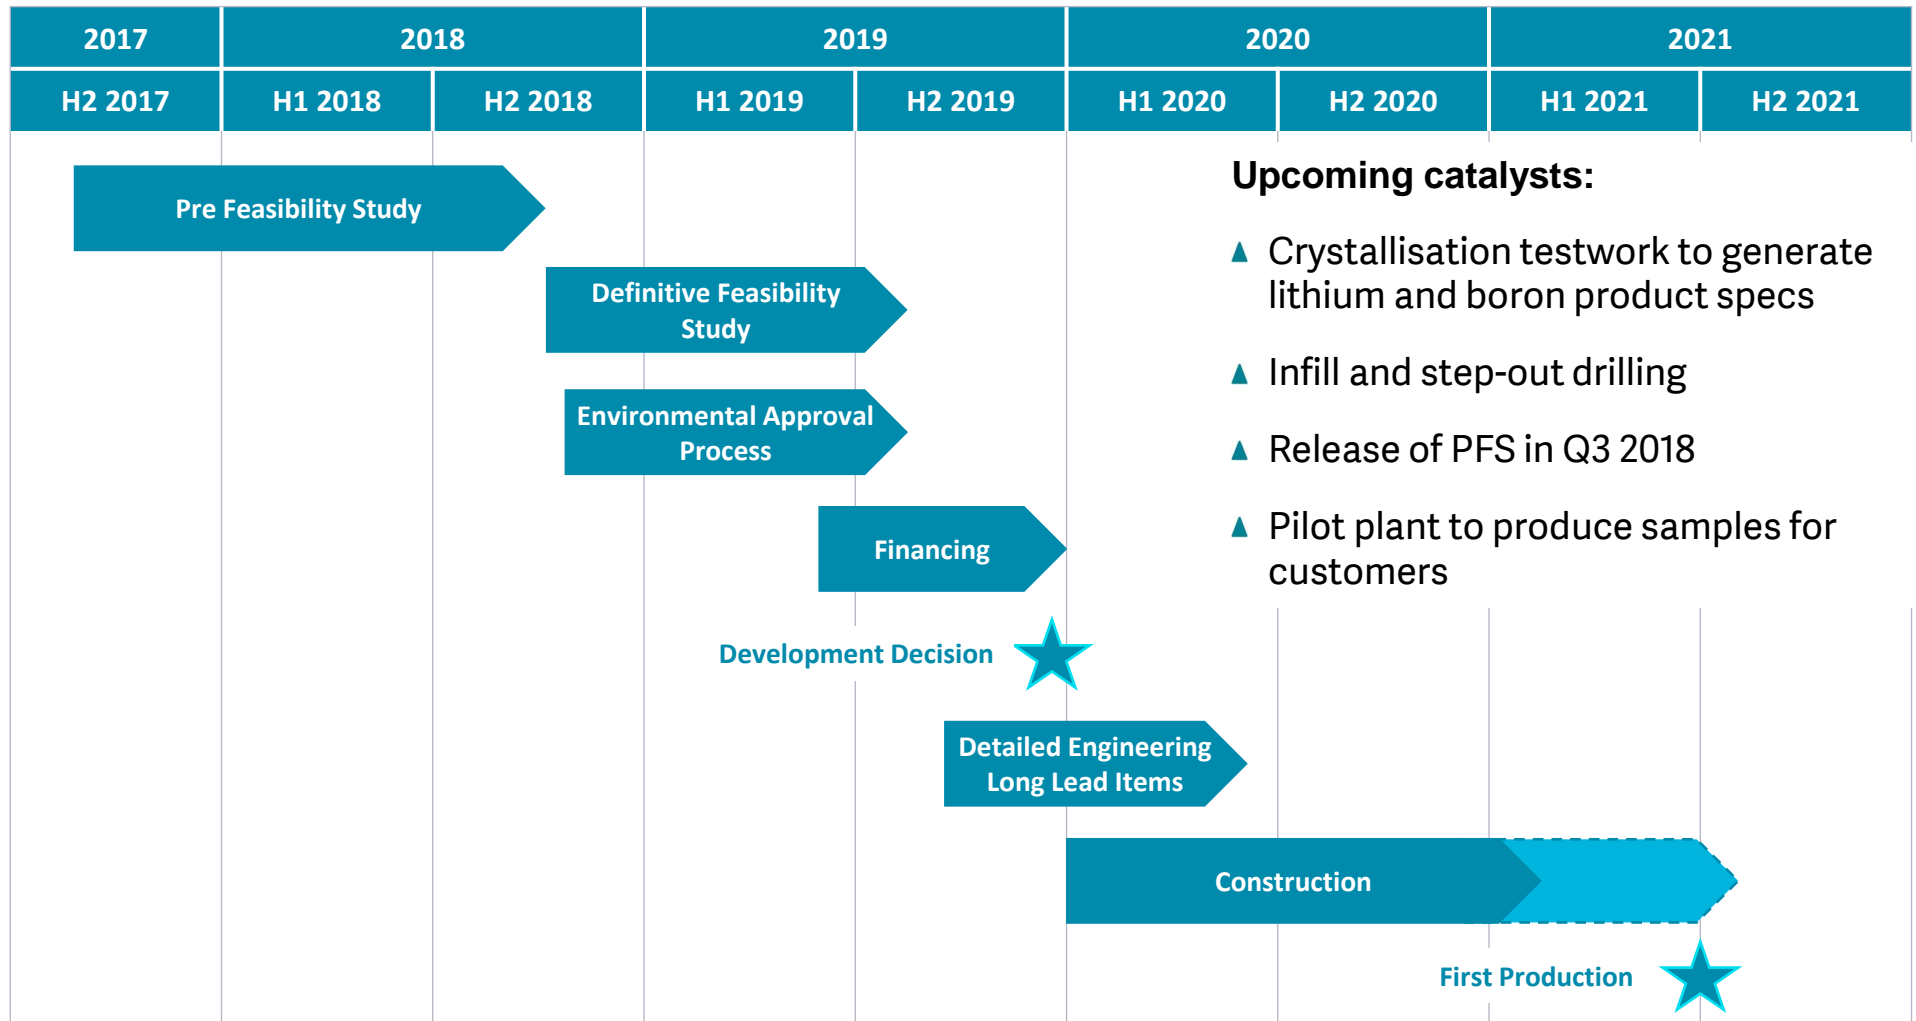 2017 2018 2019 2020 2021
H2 2017 H1 2018 H2 2018 H1 2019 H2 2019 H1 2020 H2 2020 H1 2021 H2 2021
Pre Feasibility Study
Definitive Feasibility
Study
Environmental Approval
Process
Financing
Development Decision
Detailed Engineering
Long Lead Items
Construction
First Production
Upcoming catalysts:
Crystallisation testwork to generate
lithium and boron product specs
Infill and step-out drilling
Release of PFS in Q3 2018
Pilot plant to produce samples for
customers